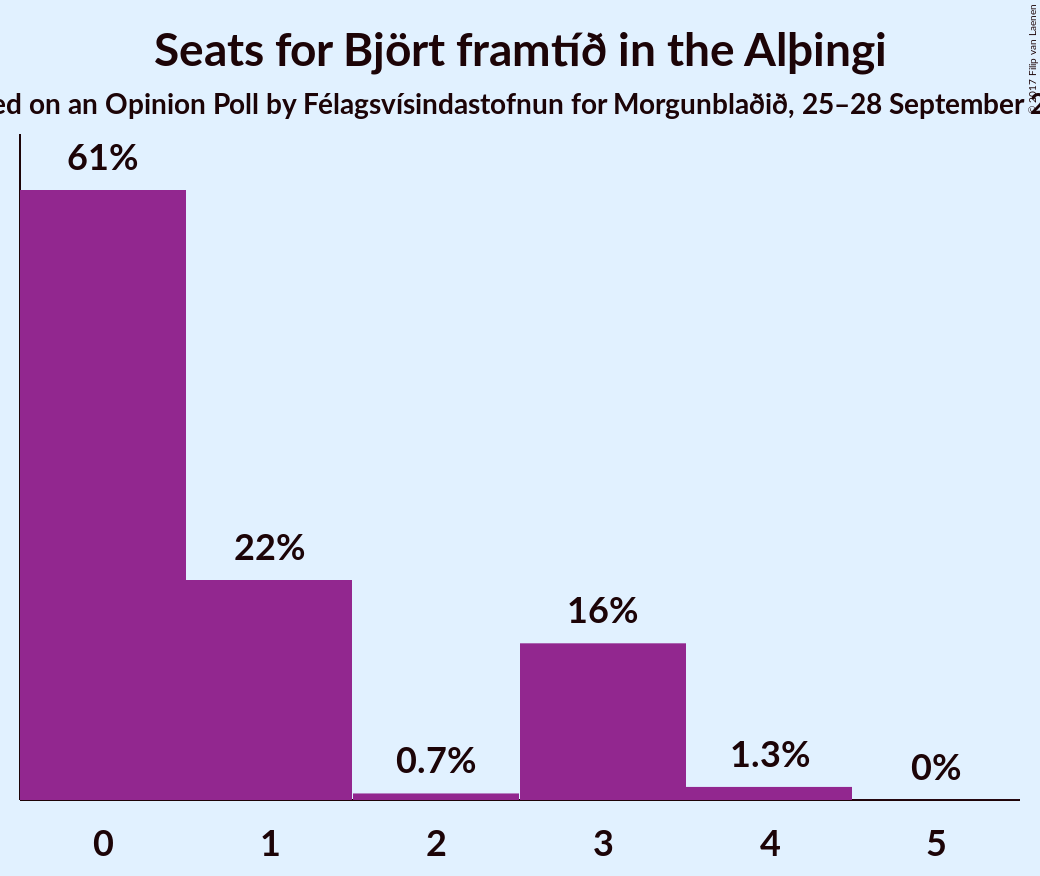 Seats for Björt framtíð in the Alþingi
ed on an Opinion Poll by Félagsvísindastofnun for Morgunblaðið, 25–28 September
© 2017 Filip van Laenen
61%
22%
0.7%
16%
1.3%
0%
0 1 2 3 4 5